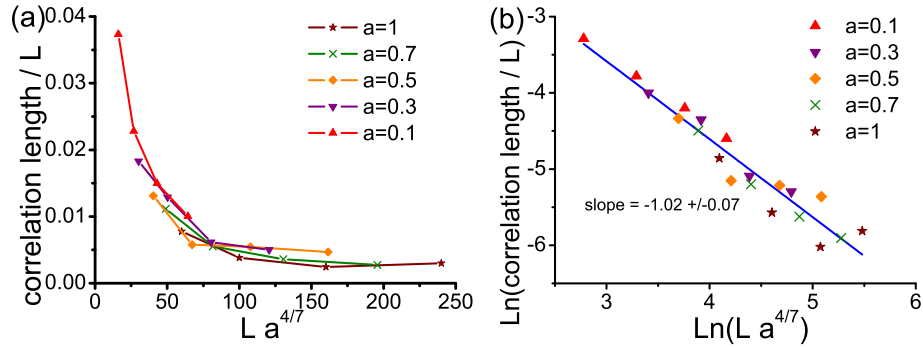 (a)
correlation length / L
0.04
0.03
0.02
0.01
0.00
a=1
a=0.7
a=0.5
a=0.3
a=0.1
0 50 100 150 200 250
L a^{4/7}
(b)
Ln(correlation length / L)
-3
-4
-5
-6
a=0.1
a=0.3
a=0.5
a=0.7
a=1
slope = -1.02 +/-0.07
3 4 5 6
Ln(L a^{4/7})